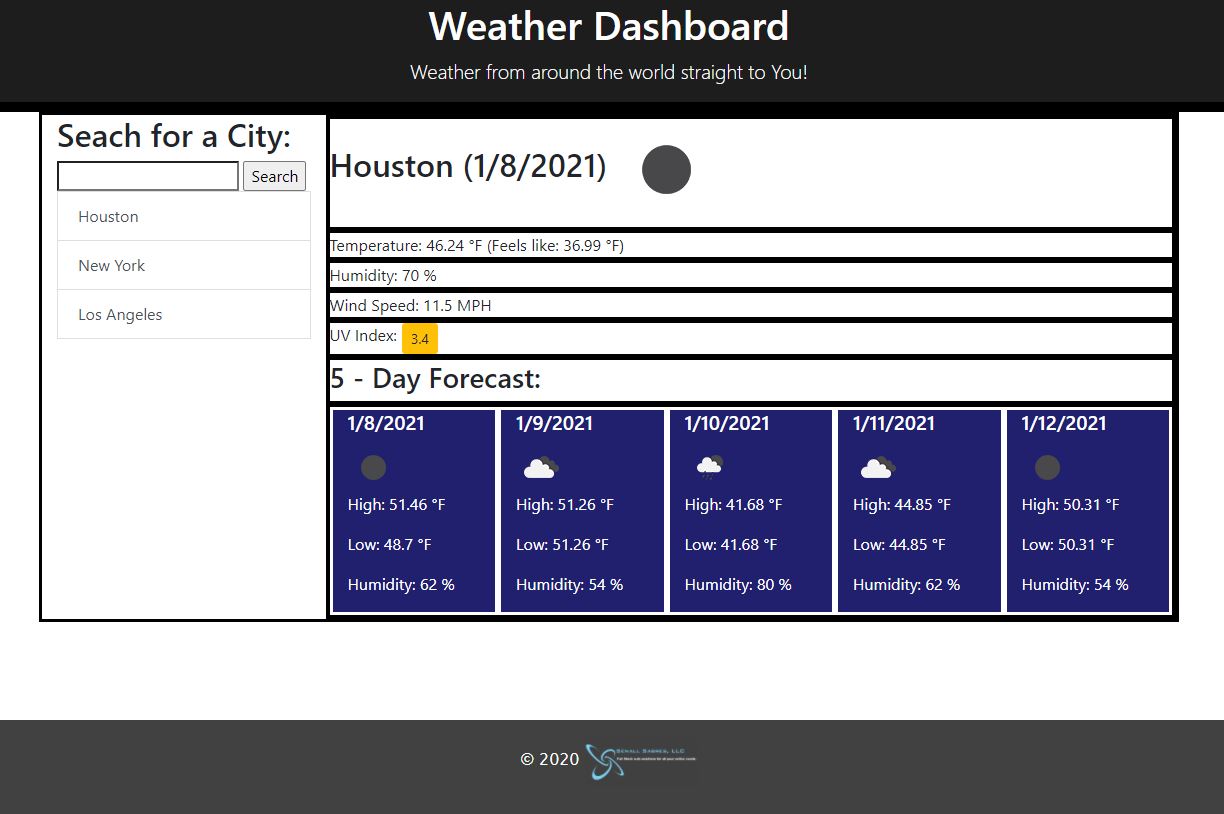 Weather Dashboard
Weather from around the world straight to You!
Seach for a City:
Search
Houston
New York
Los Angeles
Houston (1/8/2021)
Temperature: 46.24 °F (Feels like: 36.99 °F)
Humidity: 70 %
Wind Speed: 11.5 MPH
UV Index: 3.4
5 - Day Forecast:
1/8/2021
High: 51.46 °F
Low: 48.7 °F
Humidity: 62 %
1/9/2021
High: 51.26 °F
Low: 51.26 °F
Humidity: 54 %
1/10/2021
High: 41.68 °F
Low: 41.68 °F
Humidity: 80 %
1/11/2021
High: 44.85 °F
Low: 44.85 °F
Humidity: 62 %
1/12/2021
High: 50.31 °F
Low: 50.31 °F
Humidity: 54 %
© 2020
LLC